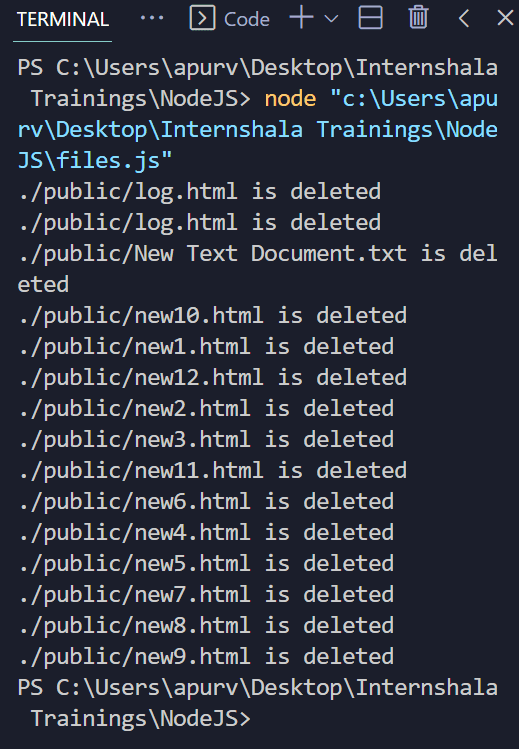 TERMINAL ... Code
PS C:\Users\apurv\Desktop\Internshala
Trainings\NodeJS> node "c:\Users\apu
rv\Desktop\Internshala Trainings\Node
JS\files.js"
./public/log.html is deleted
./public/log.html is deleted
./public/New Text Document.txt is del
eted
./public/new10.html is deleted
./public/new1.html is deleted
./public/new12.html is deleted
./public/new2.html is deleted
./public/new3.html is deleted
./public/new11.html is deleted
./public/new6.html is deleted
./public/new4.html is deleted
./public/new5.html is deleted
./public/new7.html is deleted
./public/new8.html is deleted
./public/new9.html is deleted
PS C:\Users\apurv\Desktop\Internshala
Trainings\NodeJS>